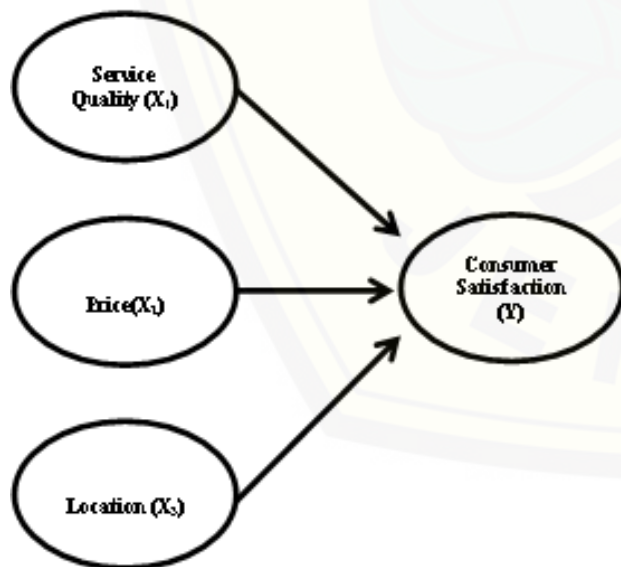 Service
Quality (X₁)
Price(X₂)
Consumer
Satisfaction
(Y)
Location (X₃)